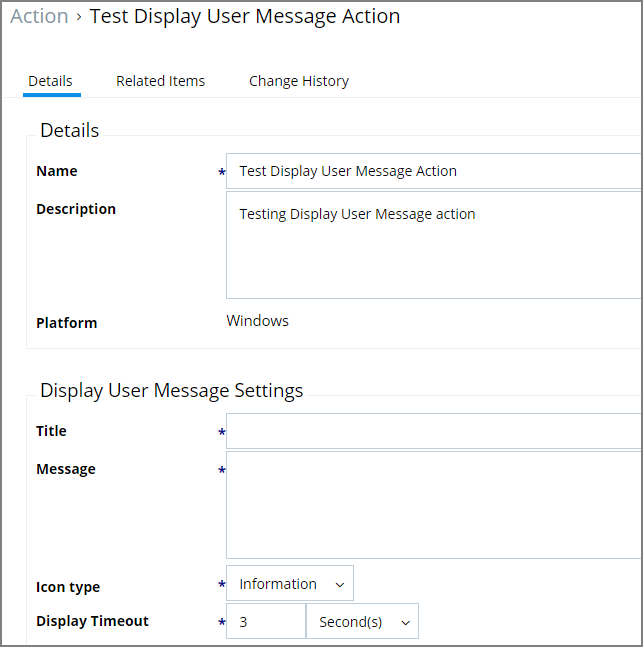 Action › Test Display User Message Action
Details Related Items Change History
Details
Name * Test Display User Message Action
Description Testing Display User Message action
Platform Windows
Display User Message Settings
Title *
Message *
Icon type * Information
Display Timeout * 3 Second(s)